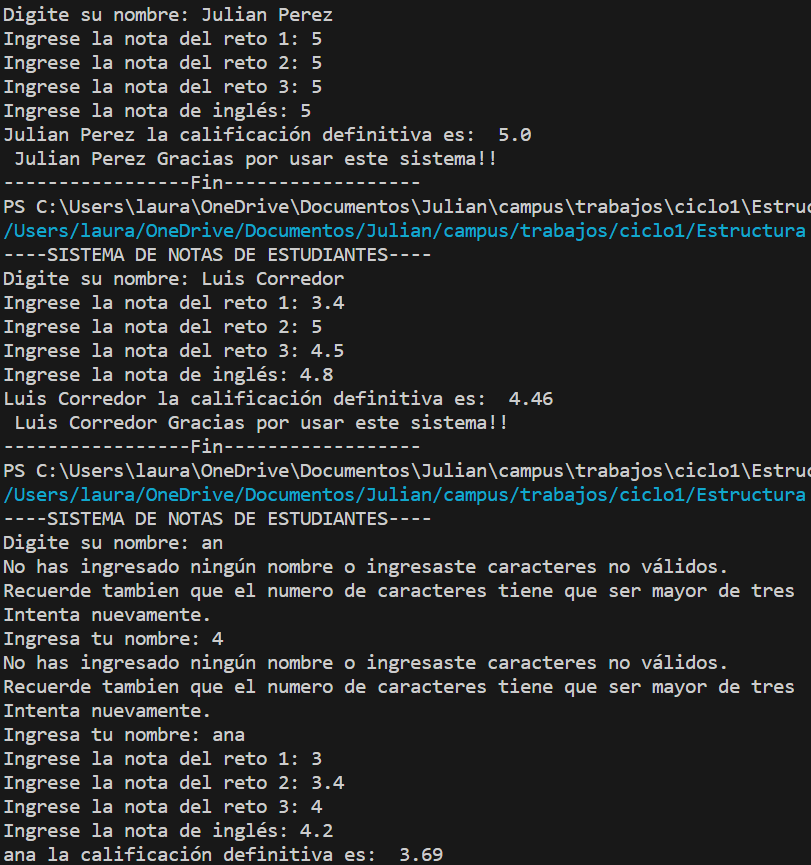 Digite su nombre: Julian Perez
Ingrese la nota del reto 1: 5
Ingrese la nota del reto 2: 5
Ingrese la nota del reto 3: 5
Ingrese la nota de inglés: 5
Julian Perez la calificación definitiva es:  5.0
 Julian Perez Gracias por usar este sistema!!
-----------------Fin------------------
PS C:\Users\laura\OneDrive\Documentos\Julian\campus\trabajos\ciclo1\Estruc
/Users/laura/OneDrive/Documentos/Julian/campus/trabajos/ciclo1/Estructura
----SISTEMA DE NOTAS DE ESTUDIANTES----
Digite su nombre: Luis Corredor
Ingrese la nota del reto 1: 3.4
Ingrese la nota del reto 2: 5
Ingrese la nota del reto 3: 4.5
Ingrese la nota de inglés: 4.8
Luis Corredor la calificación definitiva es:  4.46
 Luis Corredor Gracias por usar este sistema!!
-----------------Fin------------------
PS C:\Users\laura\OneDrive\Documentos\Julian\campus\trabajos\ciclo1\Estruc
/Users/laura/OneDrive/Documentos/Julian/campus/trabajos/ciclo1/Estructura
----SISTEMA DE NOTAS DE ESTUDIANTES----
Digite su nombre: an
No has ingresado ningún nombre o ingresaste caracteres no válidos.
Recuerde tambien que el numero de caracteres tiene que ser mayor de tres
Intenta nuevamente.
Ingresa tu nombre: 4
No has ingresado ningún nombre o ingresaste caracteres no válidos.
Recuerde tambien que el numero de caracteres tiene que ser mayor de tres
Intenta nuevamente.
Ingresa tu nombre: ana
Ingrese la nota del reto 1: 3
Ingrese la nota del reto 2: 3.4
Ingrese la nota del reto 3: 4
Ingrese la nota de inglés: 4.2
ana la calificación definitiva es:  3.69